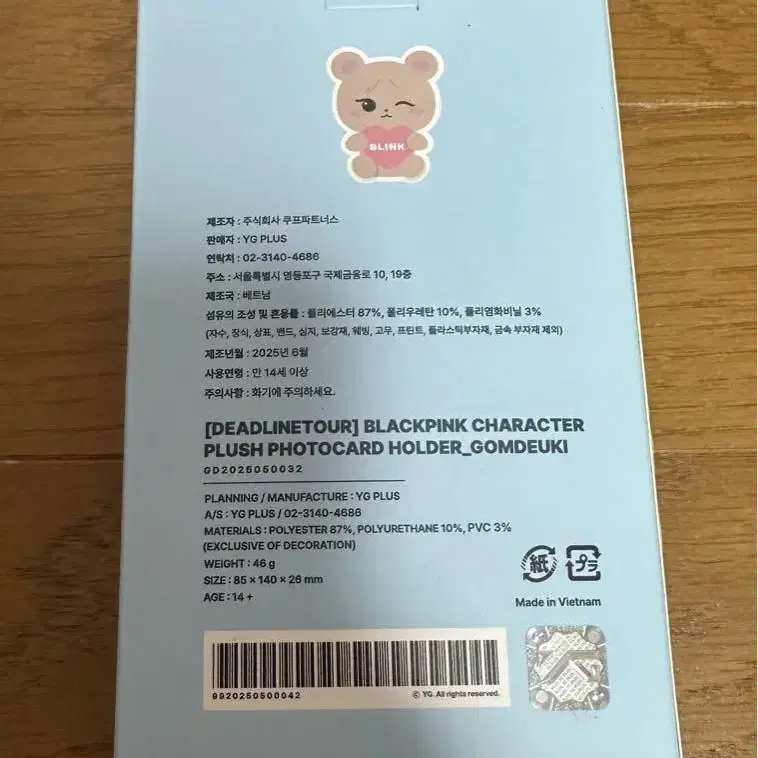 BLINK
제조자 : 주식회사 쿠프파트너스
판매자 : YG PLUS
연락처 : 02-3140-4686
주소 : 서울특별시 영등포구 국제금융로 10, 19층
제조국 : 베트남
섬유의 조성 및 혼용률 : 폴리에스터 87%, 폴리우레탄 10%, 폴리염화비닐 3%
(자수, 장식, 상표, 밴드, 심지, 보강재, 웨빙, 고무, 프린트, 플라스틱부자재, 금속 부자재 제외)
제조년월 : 2025년 6월
사용연령 : 만 14세 이상
주의사항 : 화기에 주의하세요.
[DEADLINETOUR] BLACKPINK CHARACTER
PLUSH PHOTOCARD HOLDER_GOMDEUKI
GD2025050032
PLANNING / MANUFACTURE : YG PLUS
A/S : YG PLUS / 02-3140-4686
MATERIALS : POLYESTER 87%, POLYURETHANE 10%, PVC 3%
(EXCLUSIVE OF DECORATION)
WEIGHT : 46 g
SIZE : 85 × 140 × 26 mm
AGE : 14 +
紙 プラ
Made in Vietnam
9920250500042
© YG. All rights reserved.